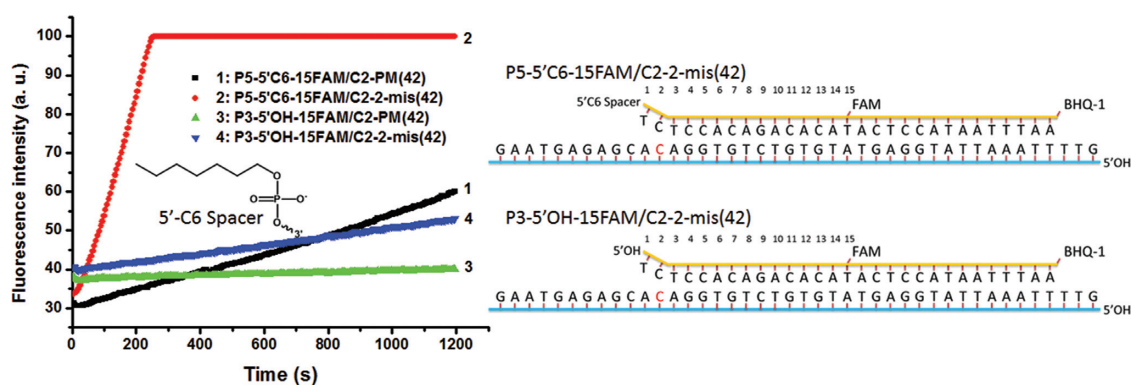 Fluorescence intensity (a. u.)
100
90
80
70
60
50
40
30
0
200
400
600
800
1000
1200
Time (s)
1: P5-5'C6-15FAM/C2-PM(42)
2: P5-5'C6-15FAM/C2-2-mis(42)
3: P3-5'OH-15FAM/C2-PM(42)
4: P3-5'OH-15FAM/C2-2-mis(42)
2
1
4
3
5'-C6 Spacer
O
O=P-O-
O
3'
P5-5'C6-15FAM/C2-2-mis(42)
1 2 3 4 5 6 7 8 9 10 11 12 13 14 15
5'C6 Spacer
FAM
BHQ-1
T C T C C A C A G A C A C A T A C T C C A T A A T T T A A
G A A T G A G A G C A C A G G T G T C T G T G T A T G A G G T A T T A A A T T T T G
5'OH
P3-5'OH-15FAM/C2-2-mis(42)
1 2 3 4 5 6 7 8 9 10 11 12 13 14 15
5'OH
FAM
BHQ-1
T C T C C A C A G A C A C A T A C T C C A T A A T T T A A
G A A T G A G A G C A C A G G T G T C T G T G T A T G A G G T A T T A A A T T T T G
5'OH